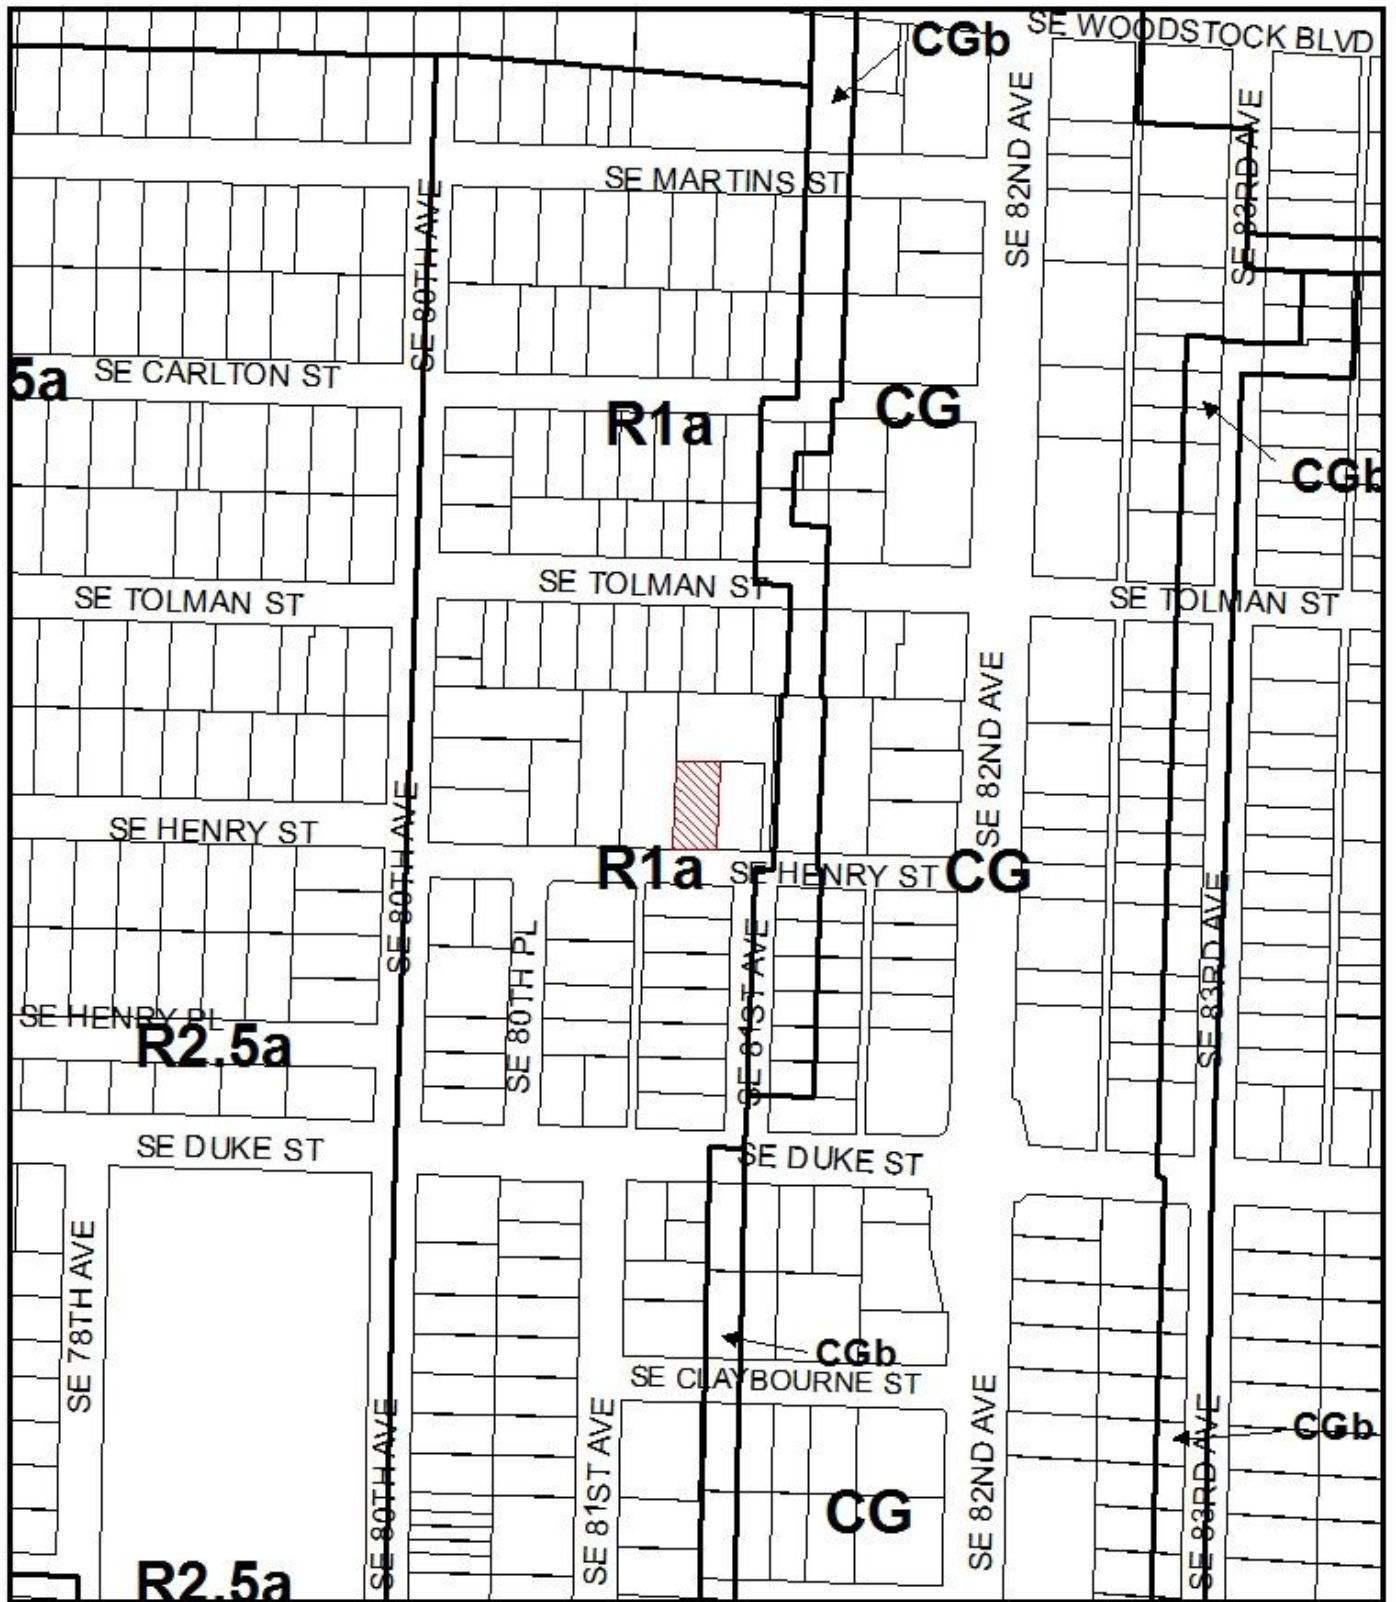 SE WOODSTOCK BLVD
CGb
SE 82ND AVE
SE 83RD AVE
SE MARTINS ST
SE 80TH AVE
SE CARLTON ST
5a
R1a
CG
CGb
SE TOLMAN ST
SE TOLMAN ST
SE TOLMAN ST
SE 82ND AVE
SE 80TH AVE
SE HENRY ST
R1a
SE HENRY ST
CG
SE 83RD AVE
SE 80TH PL
SE 81ST AVE
SE HENRY PL
R2.5a
SE DUKE ST
SE DUKE ST
SE 78TH AVE
CGb
SE CLAYBOURNE ST
SE 80TH AVE
SE 81ST AVE
SE 82ND AVE
SE 83RD AVE
CGb
CG
R2.5a